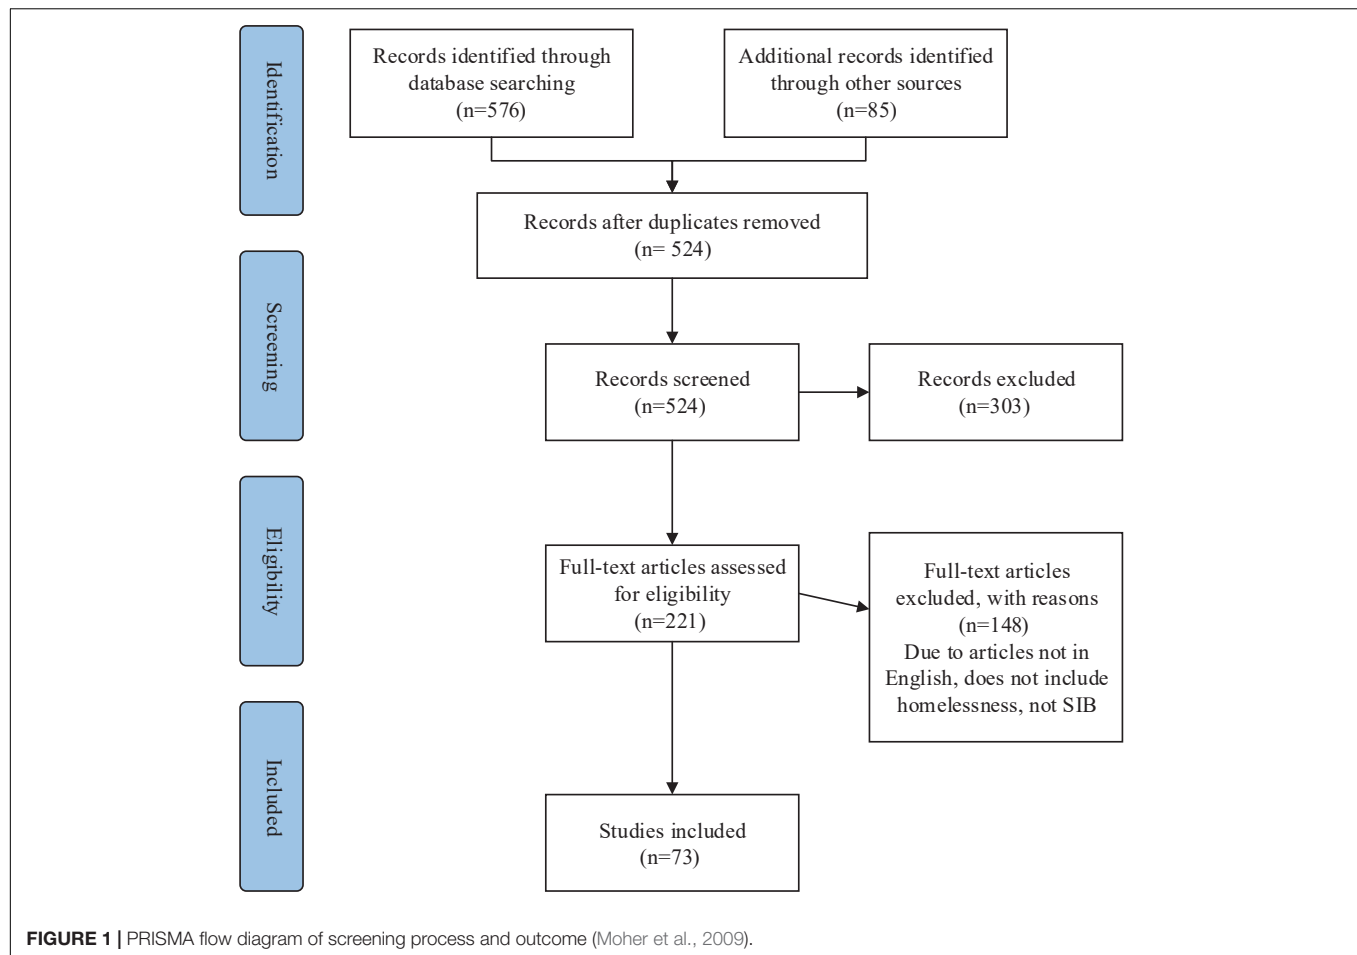 Identification
Records identified through
database searching
(n=576)
Additional records identified
through other sources
(n=85)
Records after duplicates removed
(n= 524)
Screening
Records screened
(n=524)
Records excluded
(n=303)
Eligibility
Full-text articles assessed
for eligibility
(n=221)
Full-text articles
excluded, with reasons
(n=148)
Due to articles not in
English, does not include
homelessness, not SIB
Included
Studies included
(n=73)
FIGURE 1 | PRISMA flow diagram of screening process and outcome (Moher et al., 2009).